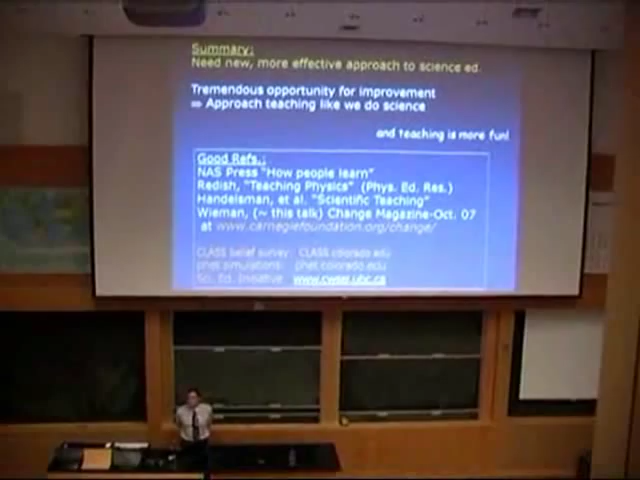 Summary:
Need new, more effective approach to science ed.
Tremendous opportunity for improvement
⇒ Approach teaching like we do science
and teaching is more fun!
Good Refs.:
NAS Press "How people learn"
Redish, "Teaching Physics" (Phys. Ed. Res.)
Handelsman, et al. "Scientific Teaching"
Wieman, (~ this talk) Change Magazine-Oct. 07
at www.carnegiefoundation.org/change/
CLASS belief survey: CLASS.colorado.edu
phet simulations: phet.colorado.edu
Sci. Ed. Initiative: www.cwsei.ubc.ca